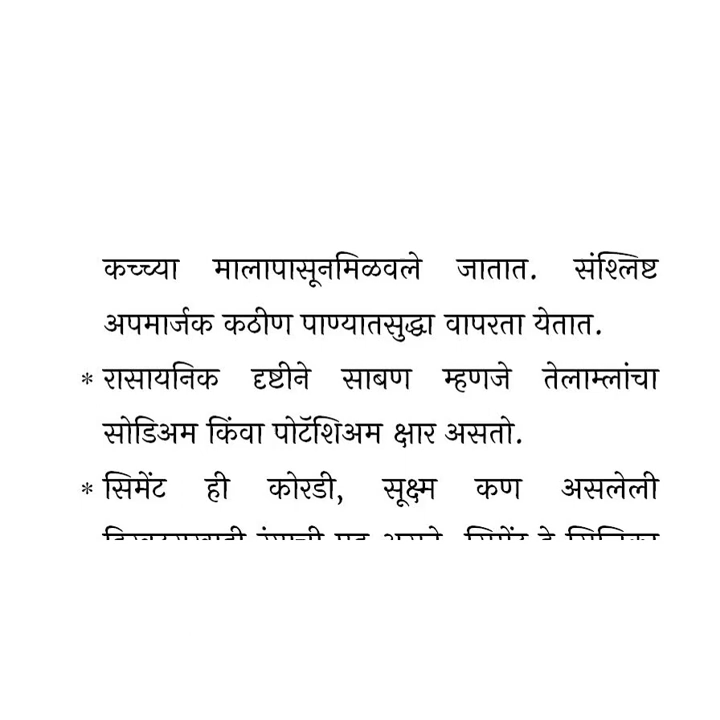 कच्च्या मालापासूनमिळवले जातात. संश्लिष्ट
अपमार्जक कठीण पाण्यातसुद्धा वापरता येतात.
* रासायनिक दृष्टीने साबण म्हणजे तेलाम्लांचा
सोडिअम किंवा पोटॅशिअम क्षार असतो.
* सिमेंट ही कोरडी, सूक्ष्म कण असलेली